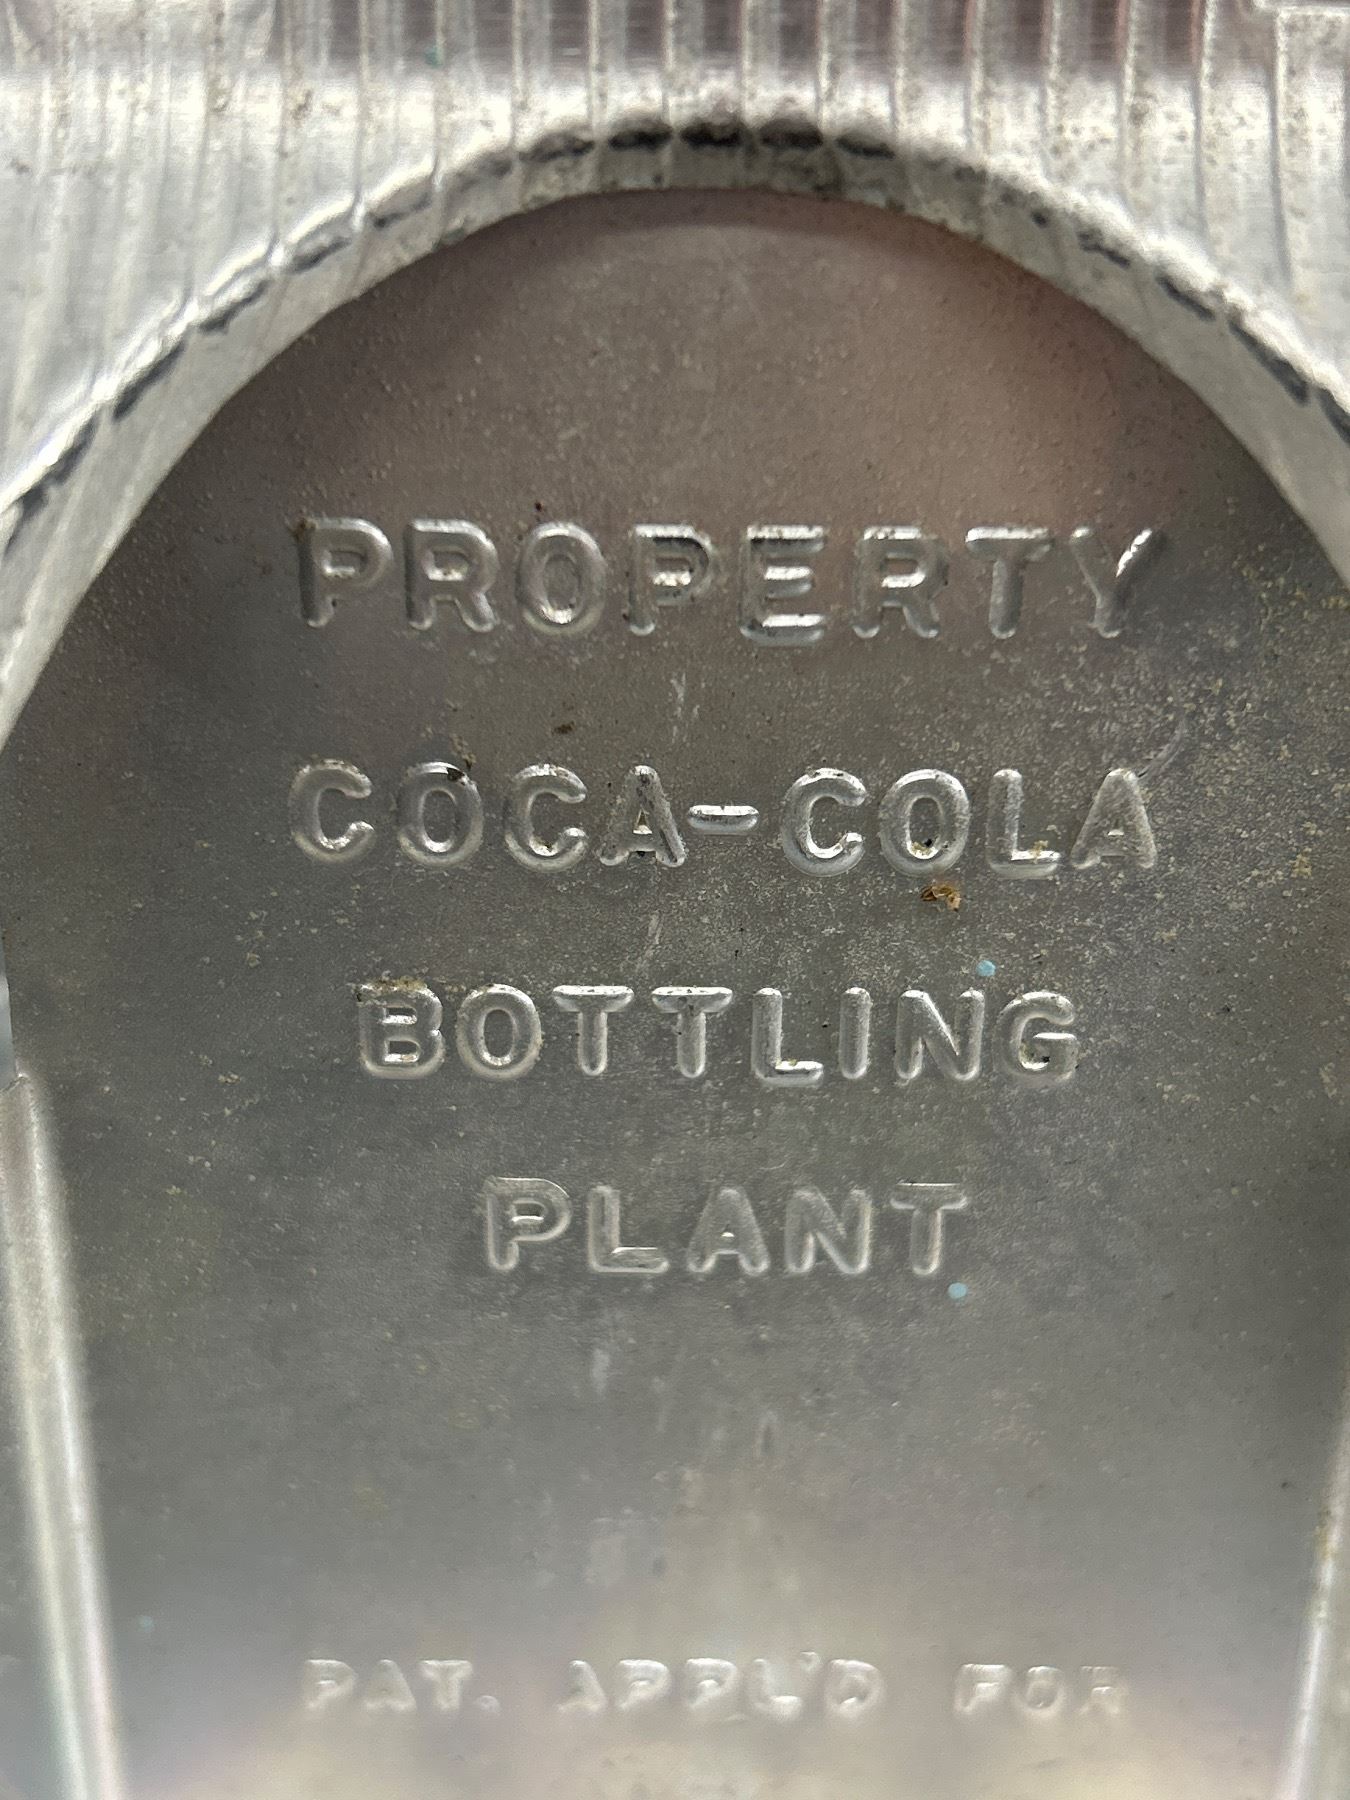 PROPERTY
COCA-COLA
BOTTLING
PLANT
PAT. APPL'D FOR